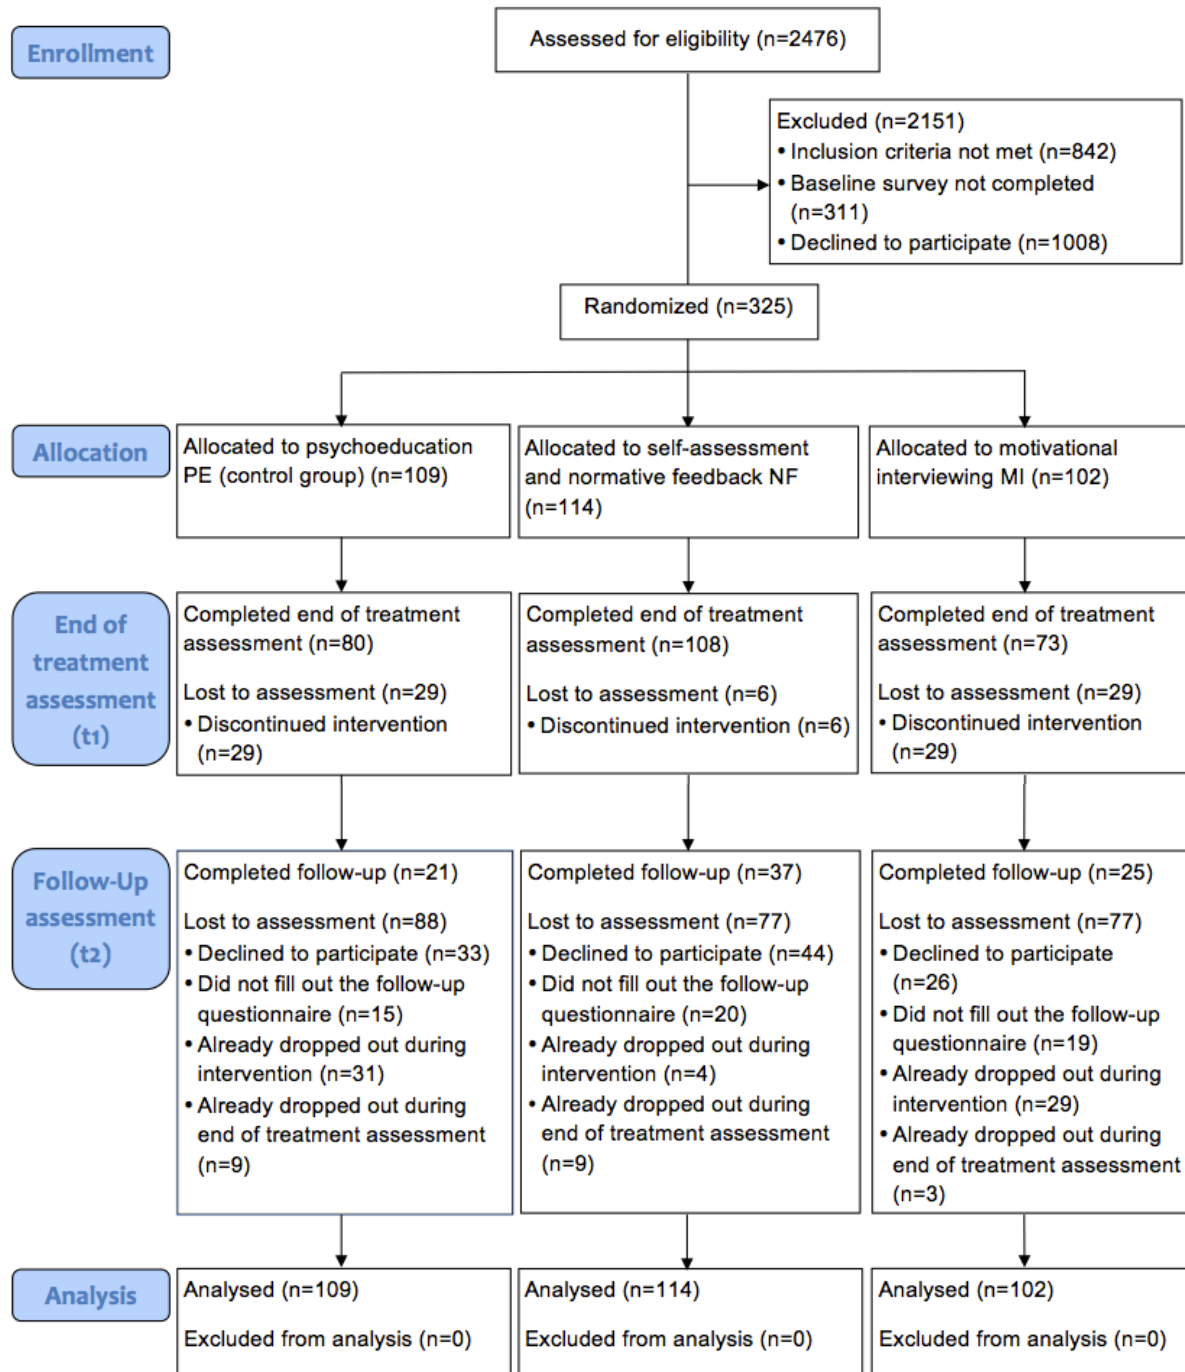 Enrollment
Assessed for eligibility (n=2476)
Excluded (n=2151)
• Inclusion criteria not met (n=842)
• Baseline survey not completed
(n=311)
• Declined to participate (n=1008)
Randomized (n=325)
Allocation
Allocated to psychoeducation
PE (control group) (n=109)
Allocated to self-assessment
and normative feedback NF
(n=114)
Allocated to motivational
interviewing MI (n=102)
End of
treatment
assessment
(t1)
Completed end of treatment
assessment (n=80)
Lost to assessment (n=29)
• Discontinued intervention
(n=29)
Completed end of treatment
assessment (n=108)
Lost to assessment (n=6)
• Discontinued intervention (n=6)
Completed end of treatment
assessment (n=73)
Lost to assessment (n=29)
• Discontinued intervention
(n=29)
Follow-Up
assessment
(t2)
Completed follow-up (n=21)
Lost to assessment (n=88)
• Declined to participate (n=33)
• Did not fill out the follow-up
questionnaire (n=15)
• Already dropped out during
intervention (n=31)
• Already dropped out during
end of treatment assessment
(n=9)
Completed follow-up (n=37)
Lost to assessment (n=77)
• Declined to participate (n=44)
• Did not fill out the follow-up
questionnaire (n=20)
• Already dropped out during
intervention (n=4)
• Already dropped out during
end of treatment assessment
(n=9)
Completed follow-up (n=25)
Lost to assessment (n=77)
• Declined to participate
(n=26)
• Did not fill out the follow-up
questionnaire (n=19)
• Already dropped out during
intervention (n=29)
• Already dropped out during
end of treatment assessment
(n=3)
Analysis
Analysed (n=109)
Excluded from analysis (n=0)
Analysed (n=114)
Excluded from analysis (n=0)
Analysed (n=102)
Excluded from analysis (n=0)